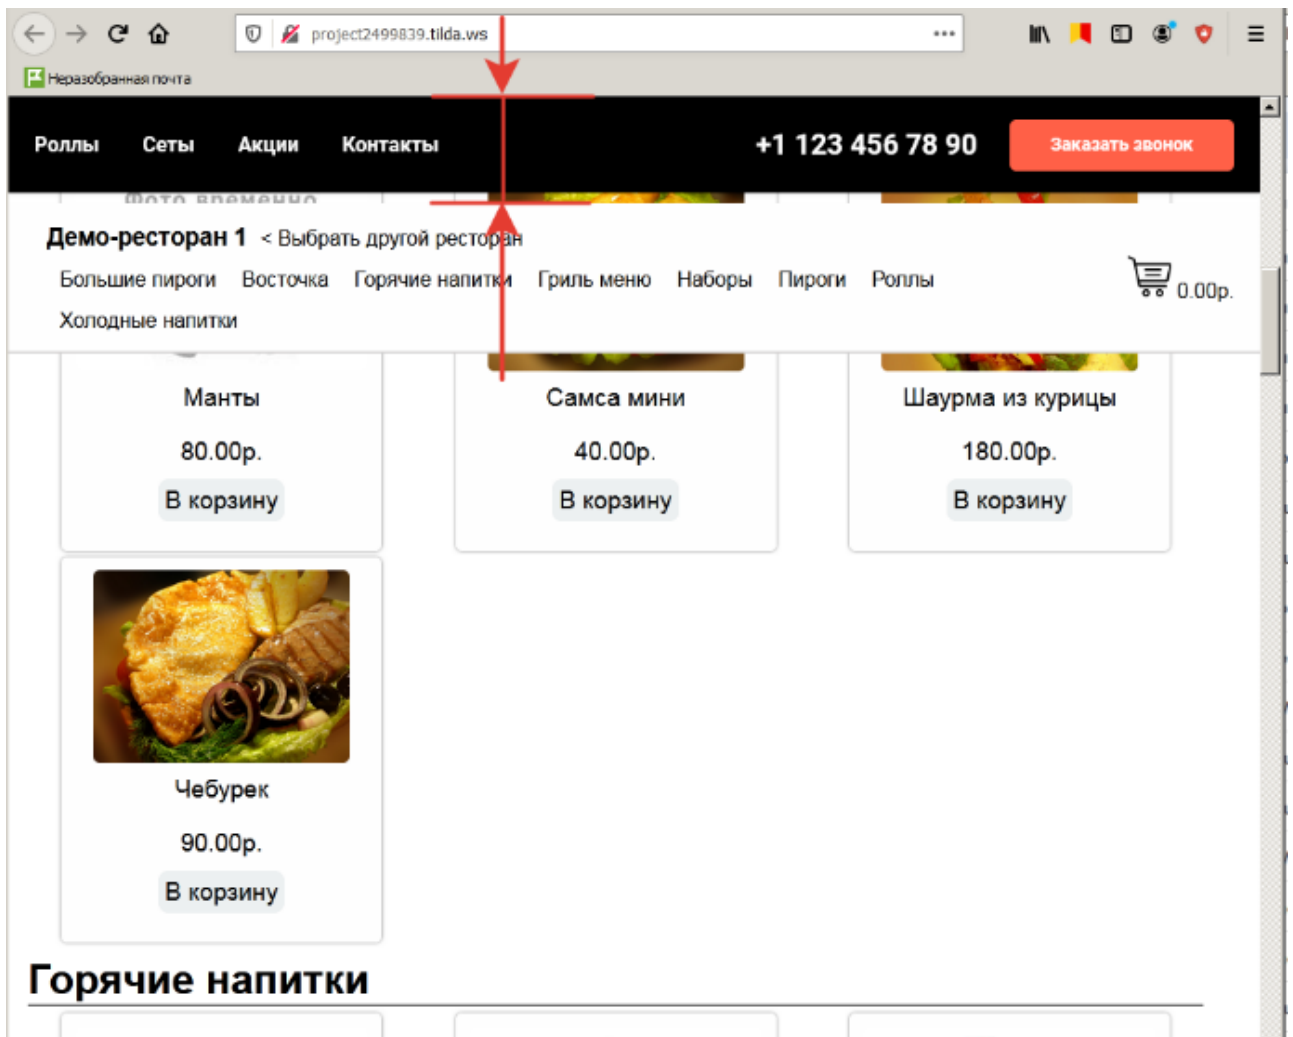 project2499839.tilda.ws
Неразобранная почта
Роллы Сеты Акции Контакты +1 123 456 78 90 Заказать звонок
Фото временно
Демо-ресторан 1 < Выбрать другой ресторан
Большие пироги Восточка Горячие напитки Гриль меню Наборы Пироги Роллы
0.00р.
Холодные напитки
Манты Самса мини Шаурма из курицы
80.00р. 40.00р. 180.00р.
В корзину В корзину В корзину
Чебурек
90.00р.
В корзину
Горячие напитки